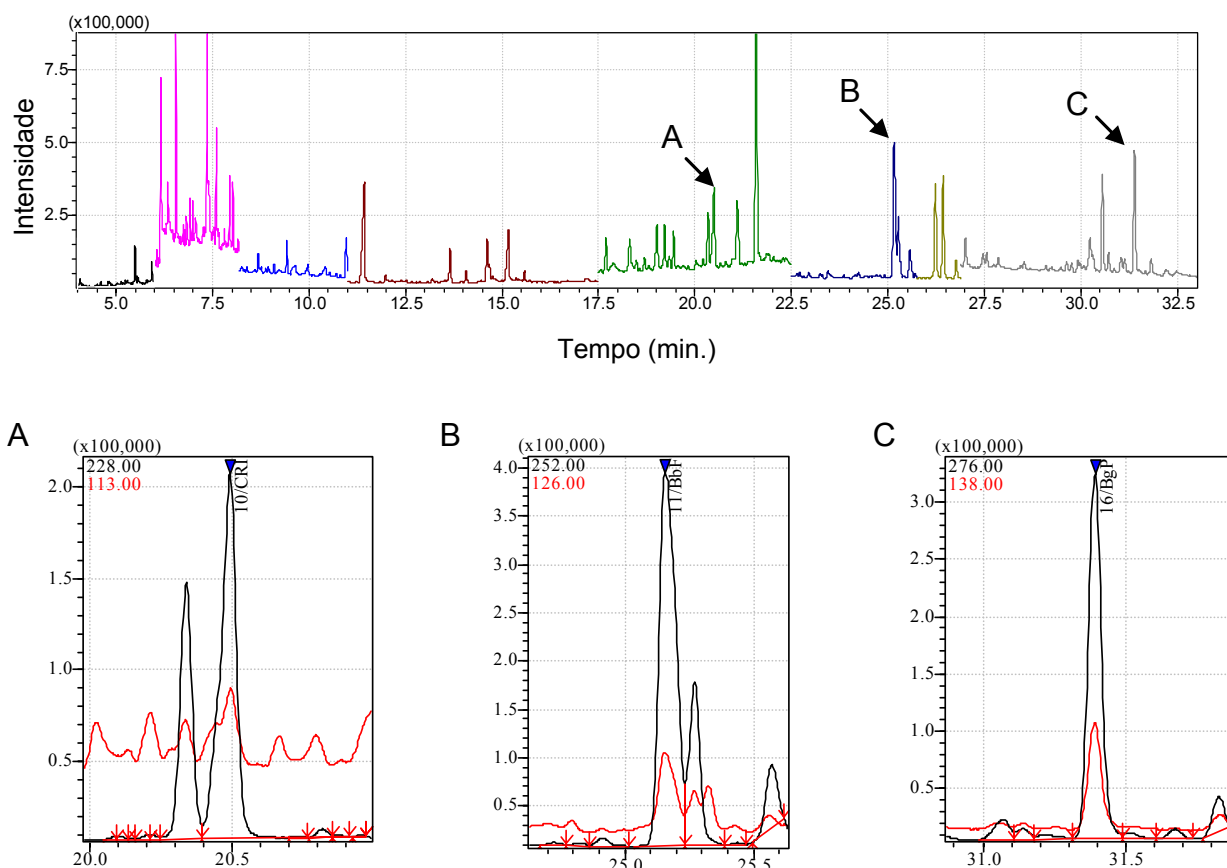 (x100,000)
Intensidade
7.5
5.0
2.5
A
B
C
5.0 7.5 10.0 12.5 15.0 17.5 20.0 22.5 25.0 27.5 30.0 32.5
Tempo (min.)
A
(x100,000)
228.00
113.00
10/CRI
2.0
1.5
1.0
0.5
20.0 20.5
B
(x100,000)
252.00
126.00
11/BbF
4.0
3.5
3.0
2.5
2.0
1.5
1.0
0.5
25.0 25.5
C
(x100,000)
276.00
138.00
16/BgP
3.0
2.5
2.0
1.5
1.0
0.5
31.0 31.5